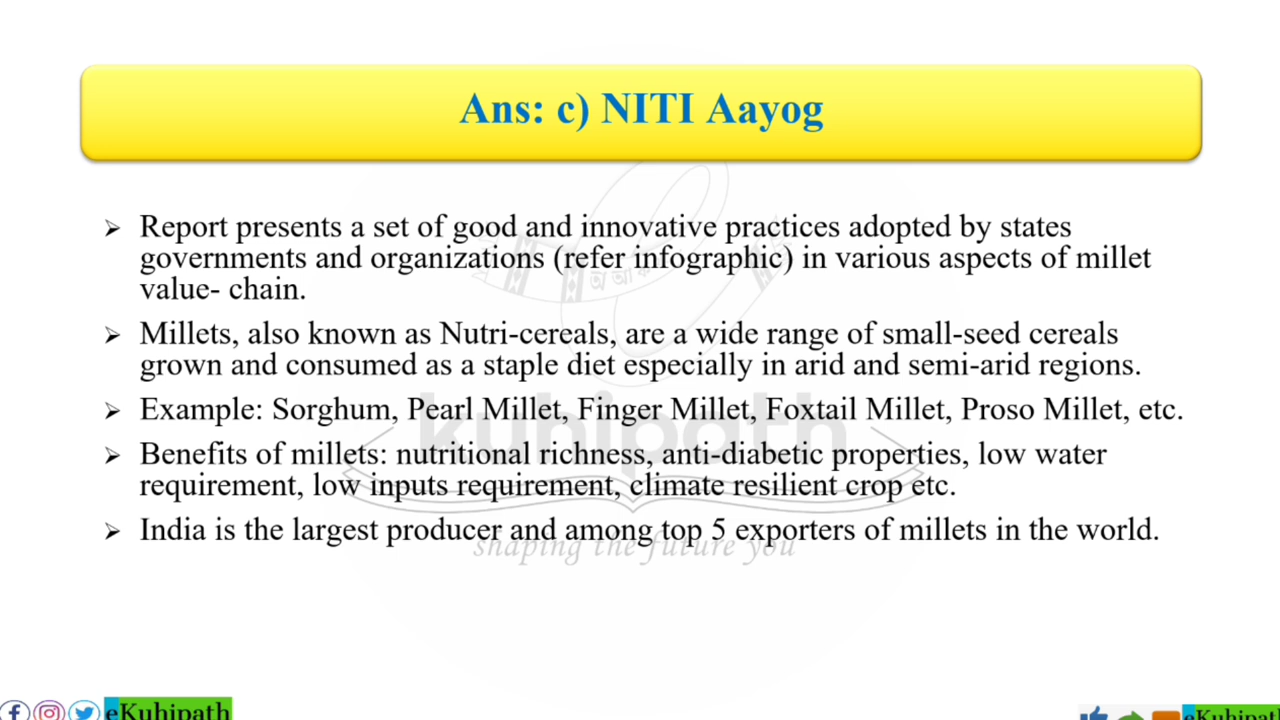 Ans: c) NITI Aayog
➢ Report presents a set of good and innovative practices adopted by states
governments and organizations (refer infographic) in various aspects of millet
value- chain.
➢ Millets, also known as Nutri-cereals, are a wide range of small-seed cereals
grown and consumed as a staple diet especially in arid and semi-arid regions.
➢ Example: Sorghum, Pearl Millet, Finger Millet, Foxtail Millet, Proso Millet, etc.
➢ Benefits of millets: nutritional richness, anti-diabetic properties, low water
requirement, low inputs requirement, climate resilient crop etc.
➢ India is the largest producer and among top 5 exporters of millets in the world.
অ আ ক
kuhipath
shaping the future you
eKuhipath
eKuhipath